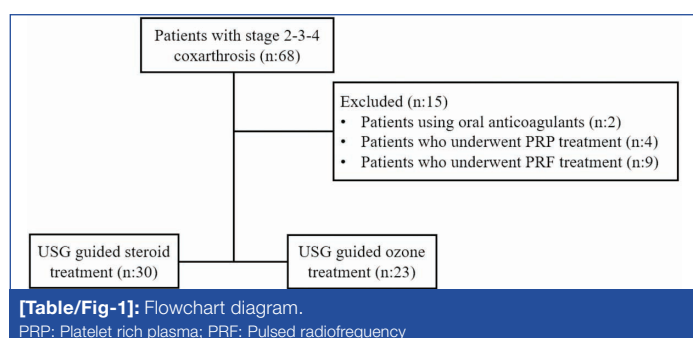 Patients with stage 2-3-4
coxarthrosis (n:68)
Excluded (n:15)
• Patients using oral anticoagulants (n:2)
• Patients who underwent PRP treatment (n:4)
• Patients who underwent PRF treatment (n:9)
USG guided steroid
treatment (n:30)
USG guided ozone
treatment (n:23)
[Table/Fig-1]: Flowchart diagram.
PRP: Platelet rich plasma; PRF: Pulsed radiofrequency